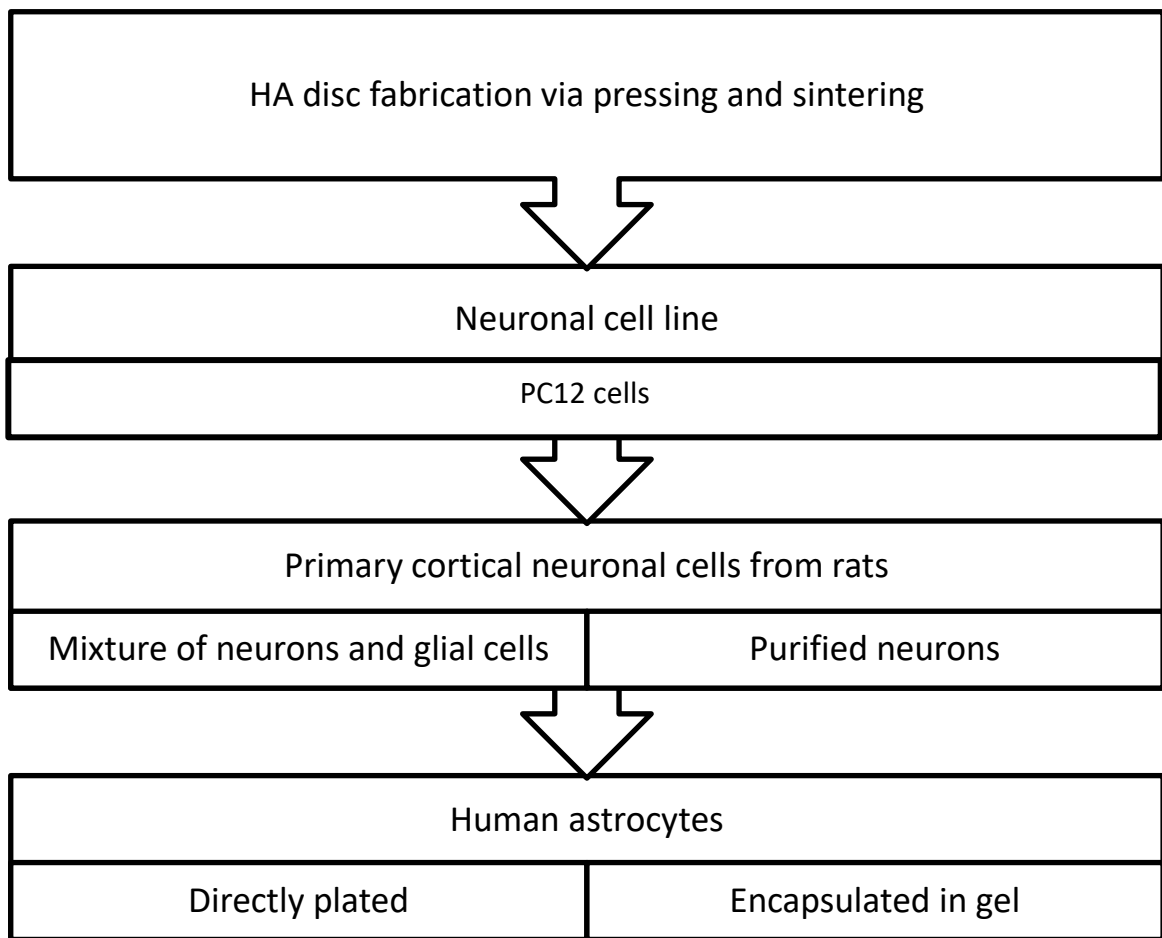 HA disc fabrication via pressing and sintering
Neuronal cell line
PC12 cells
Primary cortical neuronal cells from rats
Mixture of neurons and glial cells
Purified neurons
Human astrocytes
Directly plated
Encapsulated in gel